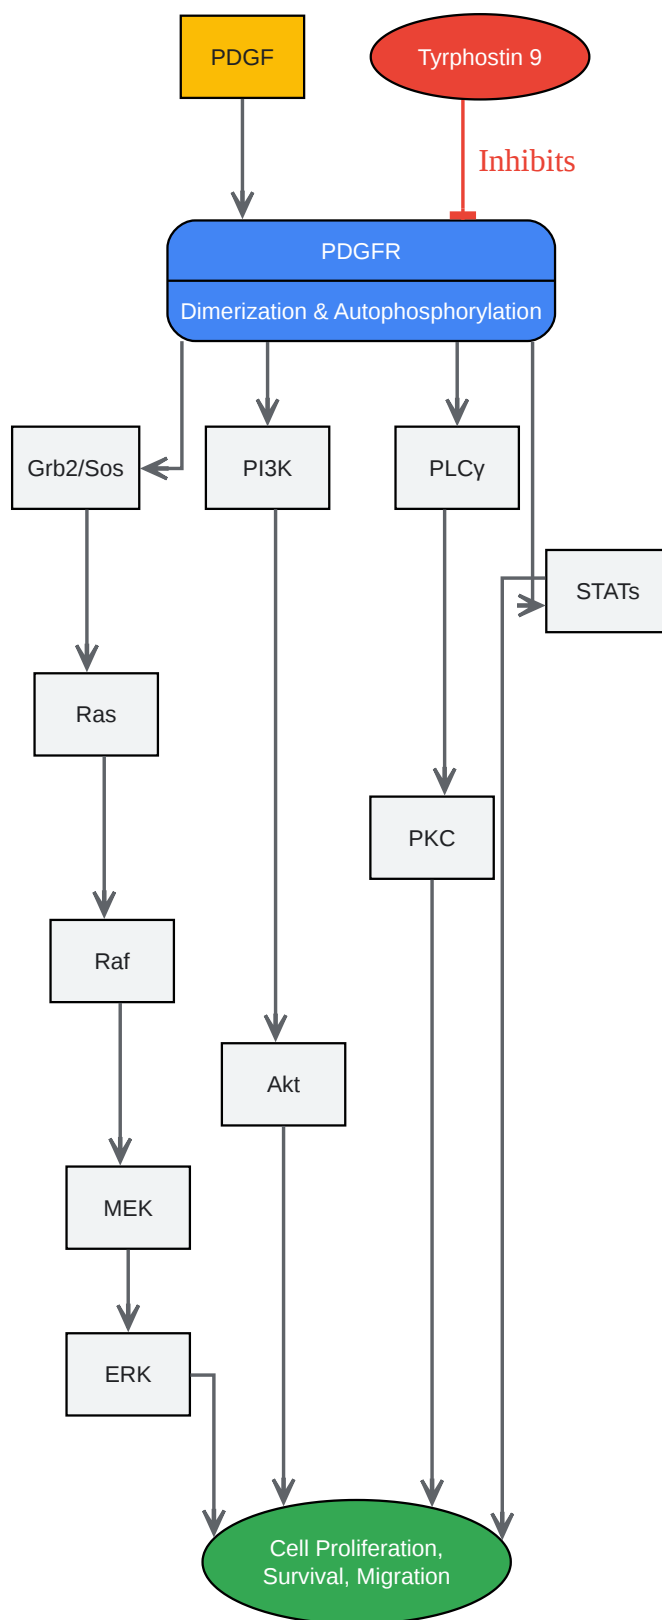 PDGF
Tyrphostin 9
Inhibits
PDGFR
Dimerization & Autophosphorylation
Grb2/Sos
PI3K
PLCγ
STATs
Ras
PKC
Raf
Akt
MEK
ERK
Cell Proliferation,
Survival, Migration